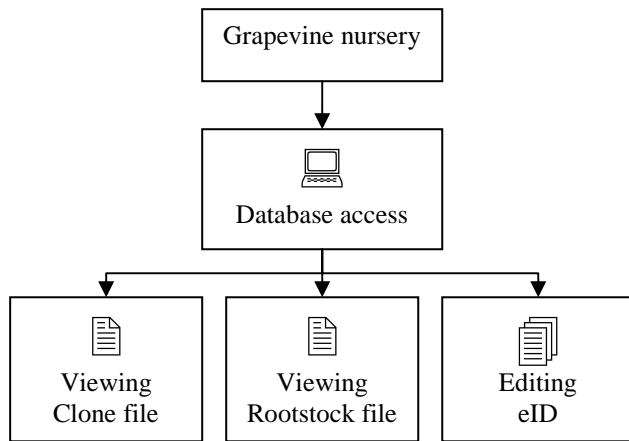 Grapevine nursery
Database access
Viewing
Clone file
Viewing
Rootstock file
Editing
eID